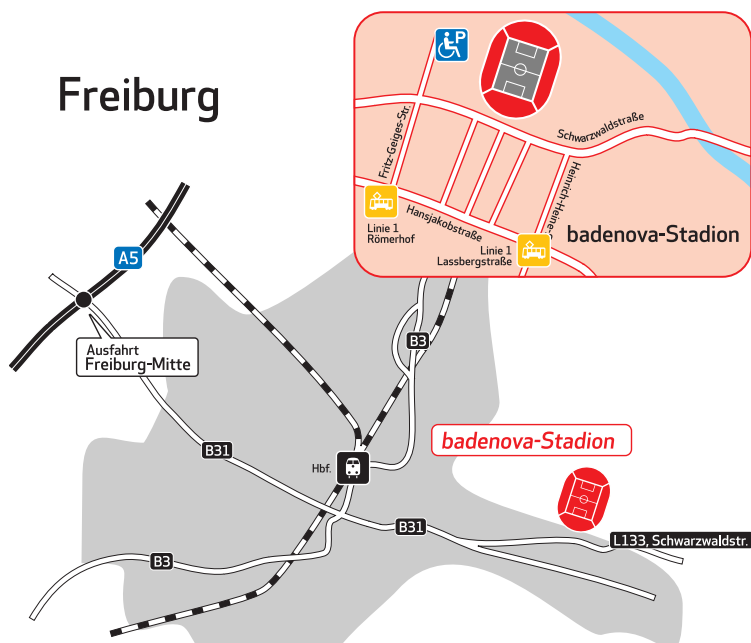 Freiburg
P
Schwarzwaldstraße
Fritz-Geiges-Str.
Heinrich-Heine-S
Hansjakobstraße
Linie 1
Römerhof
Linie 1
Lassbergstraße
badenova-Stadion
A5
Ausfahrt
Freiburg-Mitte
B3
B31
badenova-Stadion
Hbf.
B31
L133, Schwarzwaldstr.
B3